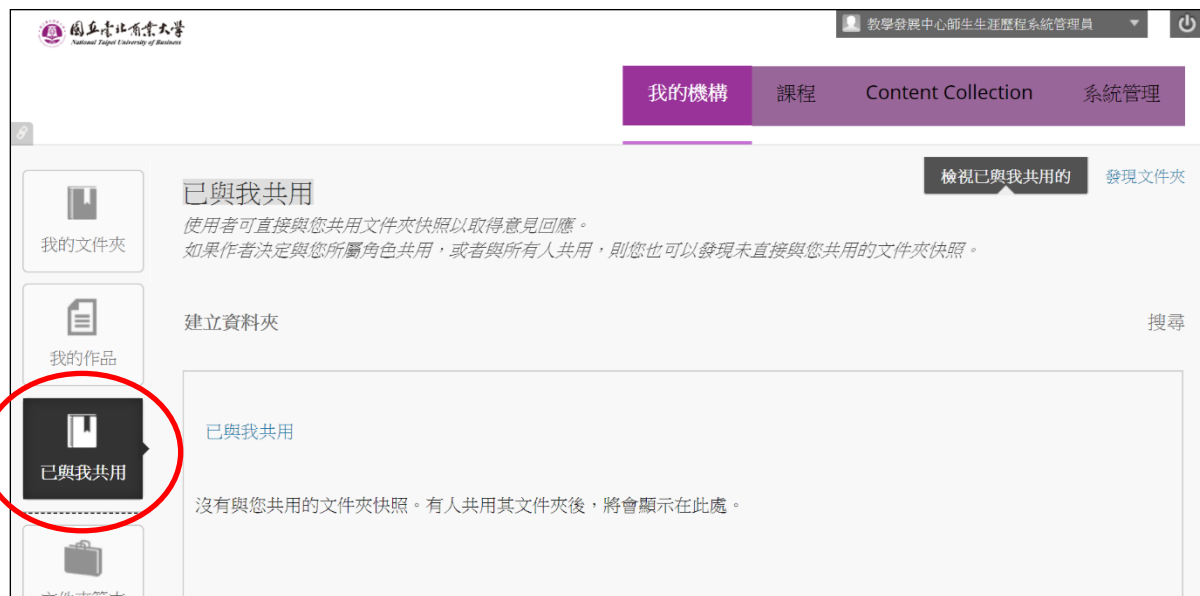 國立臺北商業大學
National Taipei University of Business
教學發展中心師生生涯歷程系統管理員
我的機構
課程
Content Collection
系統管理
檢視已與我共用的
發現文件夾
我的文件夾
已與我共用
使用者可直接與您共用文件夾快照以取得意見回應。
如果作者決定與您所屬角色共用，或者與所有人共用，則您也可以發現未直接與您共用的文件夾快照。
我的作品
建立資料夾
搜尋
已與我共用
已與我共用
沒有與您共用的文件夾快照。有人共用其文件夾後，將會顯示在此處。